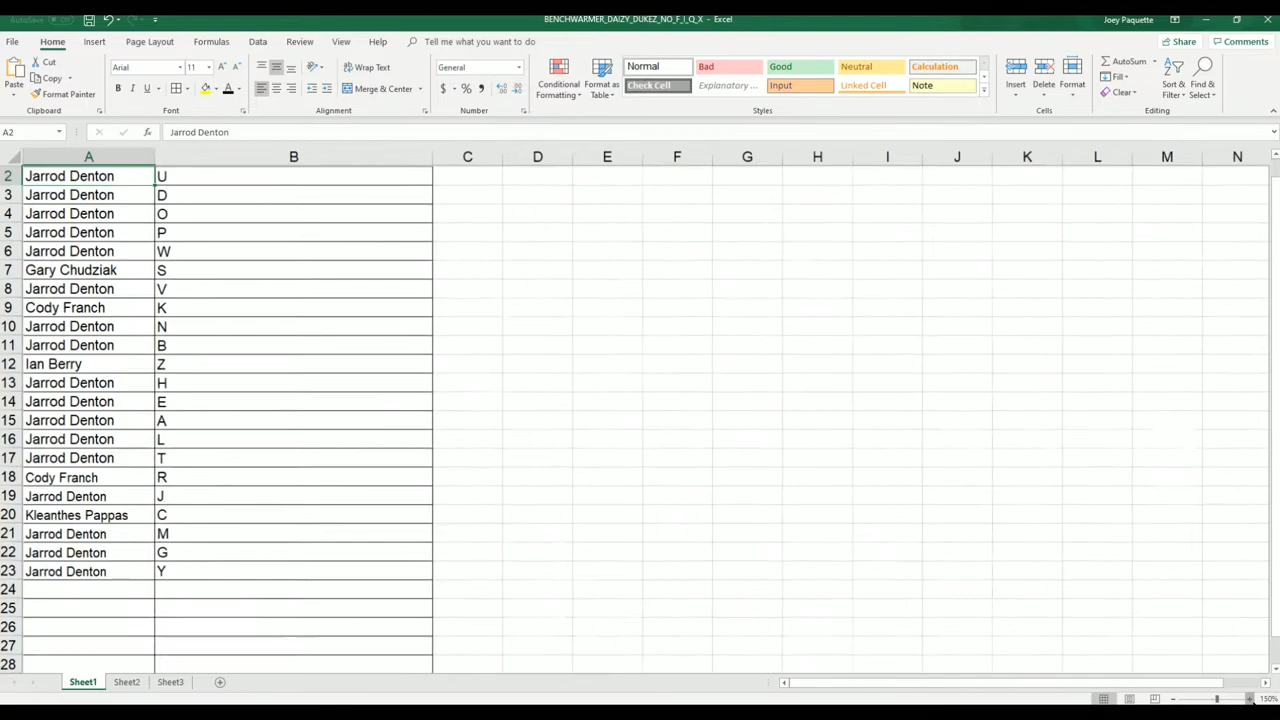 AutoSave Off BENCHWARMER_DAIZY_DUKEZ_NO_F_I_Q_X - Excel Joey Paquette
File Home Insert Page Layout Formulas Data Review View Help Tell me what you want to do Share Comments
Paste Cut Copy Format Painter Clipboard
Arial 11 A A B I U A Font
Wrap Text Merge & Center Alignment
General $ % Number
Conditional Formatting Format as Table
Normal Bad Good Neutral Calculation
Check Cell Explanatory ... Input Linked Cell Note
Styles
Insert Delete Format Cells
AutoSum Fill Clear Sort & Filter Find & Select Editing
A2 fx Jarrod Denton
A B C D E F G H I J K L M N
2 Jarrod Denton U
3 Jarrod Denton D
4 Jarrod Denton O
5 Jarrod Denton P
6 Jarrod Denton W
7 Gary Chudziak S
8 Jarrod Denton V
9 Cody Franch K
10 Jarrod Denton N
11 Jarrod Denton B
12 Ian Berry Z
13 Jarrod Denton H
14 Jarrod Denton E
15 Jarrod Denton A
16 Jarrod Denton L
17 Jarrod Denton T
18 Cody Franch R
19 Jarrod Denton J
20 Kleanthes Pappas C
21 Jarrod Denton M
22 Jarrod Denton G
23 Jarrod Denton Y
24
25
26
27
28
Sheet1 Sheet2 Sheet3
150%